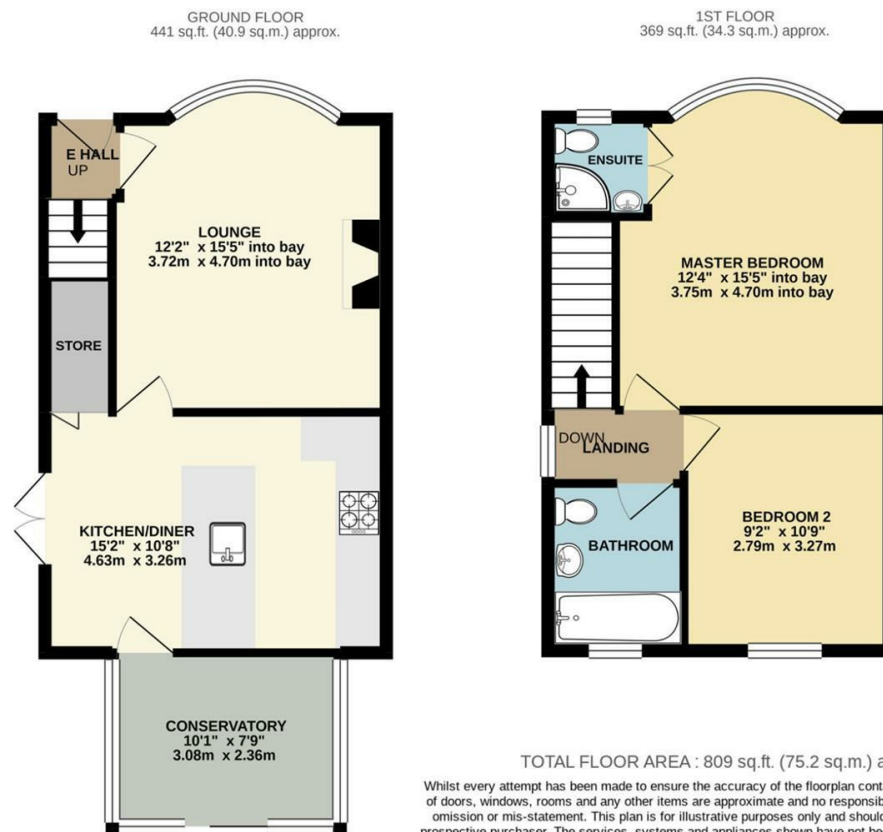 GROUND FLOOR
441 sq.ft. (40.9 sq.m.) approx.
E HALL
UP
LOUNGE
12'2" x 15'5" into bay
3.72m x 4.70m into bay
STORE
KITCHEN/DINER
15'2" x 10'8"
4.63m x 3.26m
CONSERVATORY
10'1" x 7'9"
3.08m x 2.36m
1ST FLOOR
369 sq.ft. (34.3 sq.m.) approx.
ENSUITE
MASTER BEDROOM
12'4" x 15'5" into bay
3.75m x 4.70m into bay
DOWN
LANDING
BATHROOM
BEDROOM 2
9'2" x 10'9"
2.79m x 3.27m
TOTAL FLOOR AREA : 809 sq.ft. (75.2 sq.m.) a
Whilst every attempt has been made to ensure the accuracy of the floorplan cont
of doors, windows, rooms and any other items are approximate and no responsib
omission or mis-statement. This plan is for illustrative purposes only and should
prospective purchaser. The services, systems and appliances shown have not be